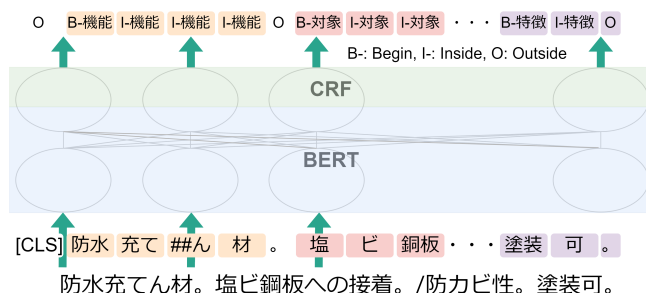 O B-機能 I-機能 I-機能 I-機能 O B-対象 I-対象 I-対象 ・・・ B-特徴 I-特徴 O
B-: Begin, I-: Inside, O: Outside
CRF
BERT
[CLS] 防水 充て ##ん 材 。 塩 ビ 銅板 ・・・ 塗装 可 。
防水充てん材。塩ビ鋼板への接着。/防カビ性。塗装可。